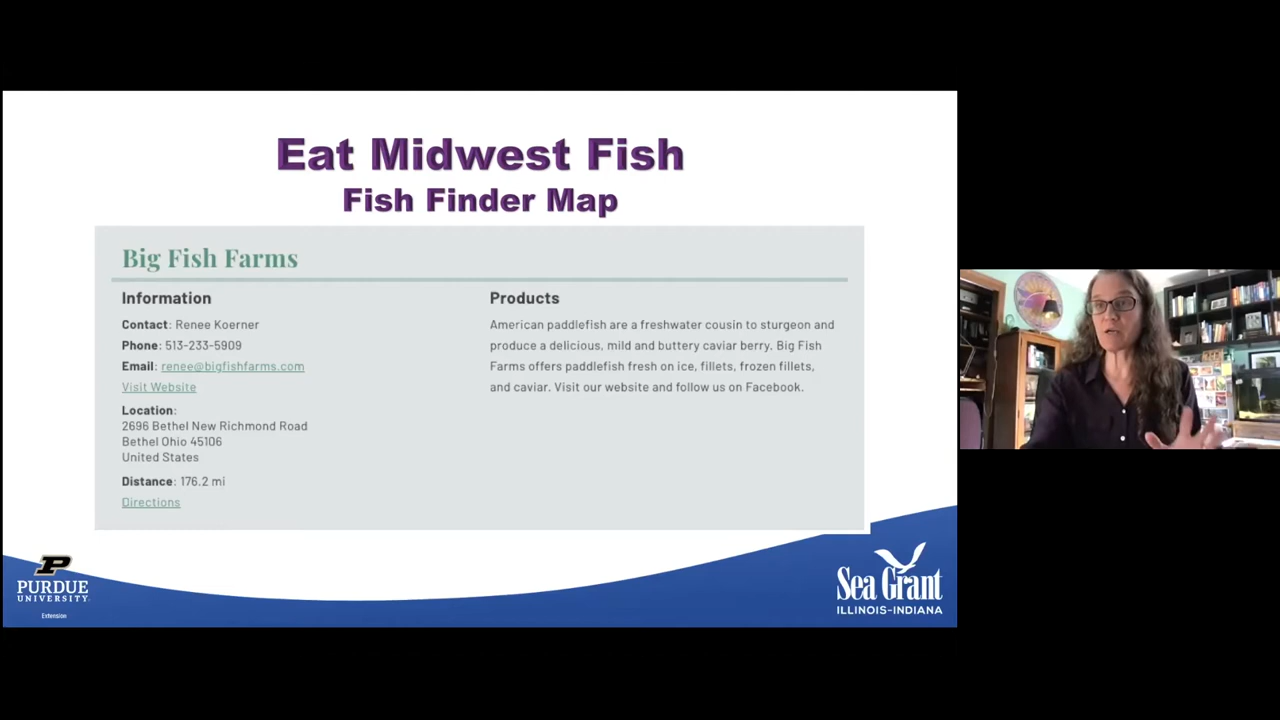 Eat Midwest Fish
Fish Finder Map
Big Fish Farms
Information
Contact: Renee Koerner
Phone: 513-233-5909
Email: renee@bigfishfarms.com
Visit Website
Location:
2696 Bethel New Richmond Road
Bethel Ohio 45106
United States
Distance: 176.2 mi
Directions
Products
American paddlefish are a freshwater cousin to sturgeon and
produce a delicious, mild and buttery caviar berry. Big Fish
Farms offers paddlefish fresh on ice, fillets, frozen fillets,
and caviar. Visit our website and follow us on Facebook.
P
PURDUE
UNIVERSITY
Extension
Sea Grant
ILLINOIS-INDIANA